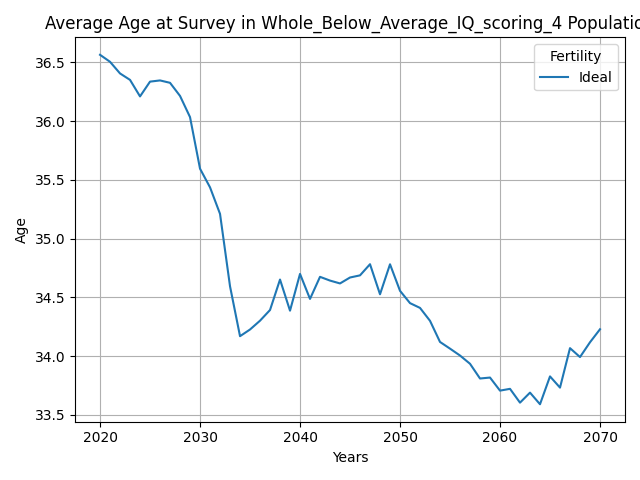 Average Age at Survey in Whole_Below_Average_IQ_scoring_4 Populatio
Fertility
Ideal
36.5
36.0
35.5
35.0
34.5
34.0
33.5
Age
2020 2030 2040 2050 2060 2070
Years